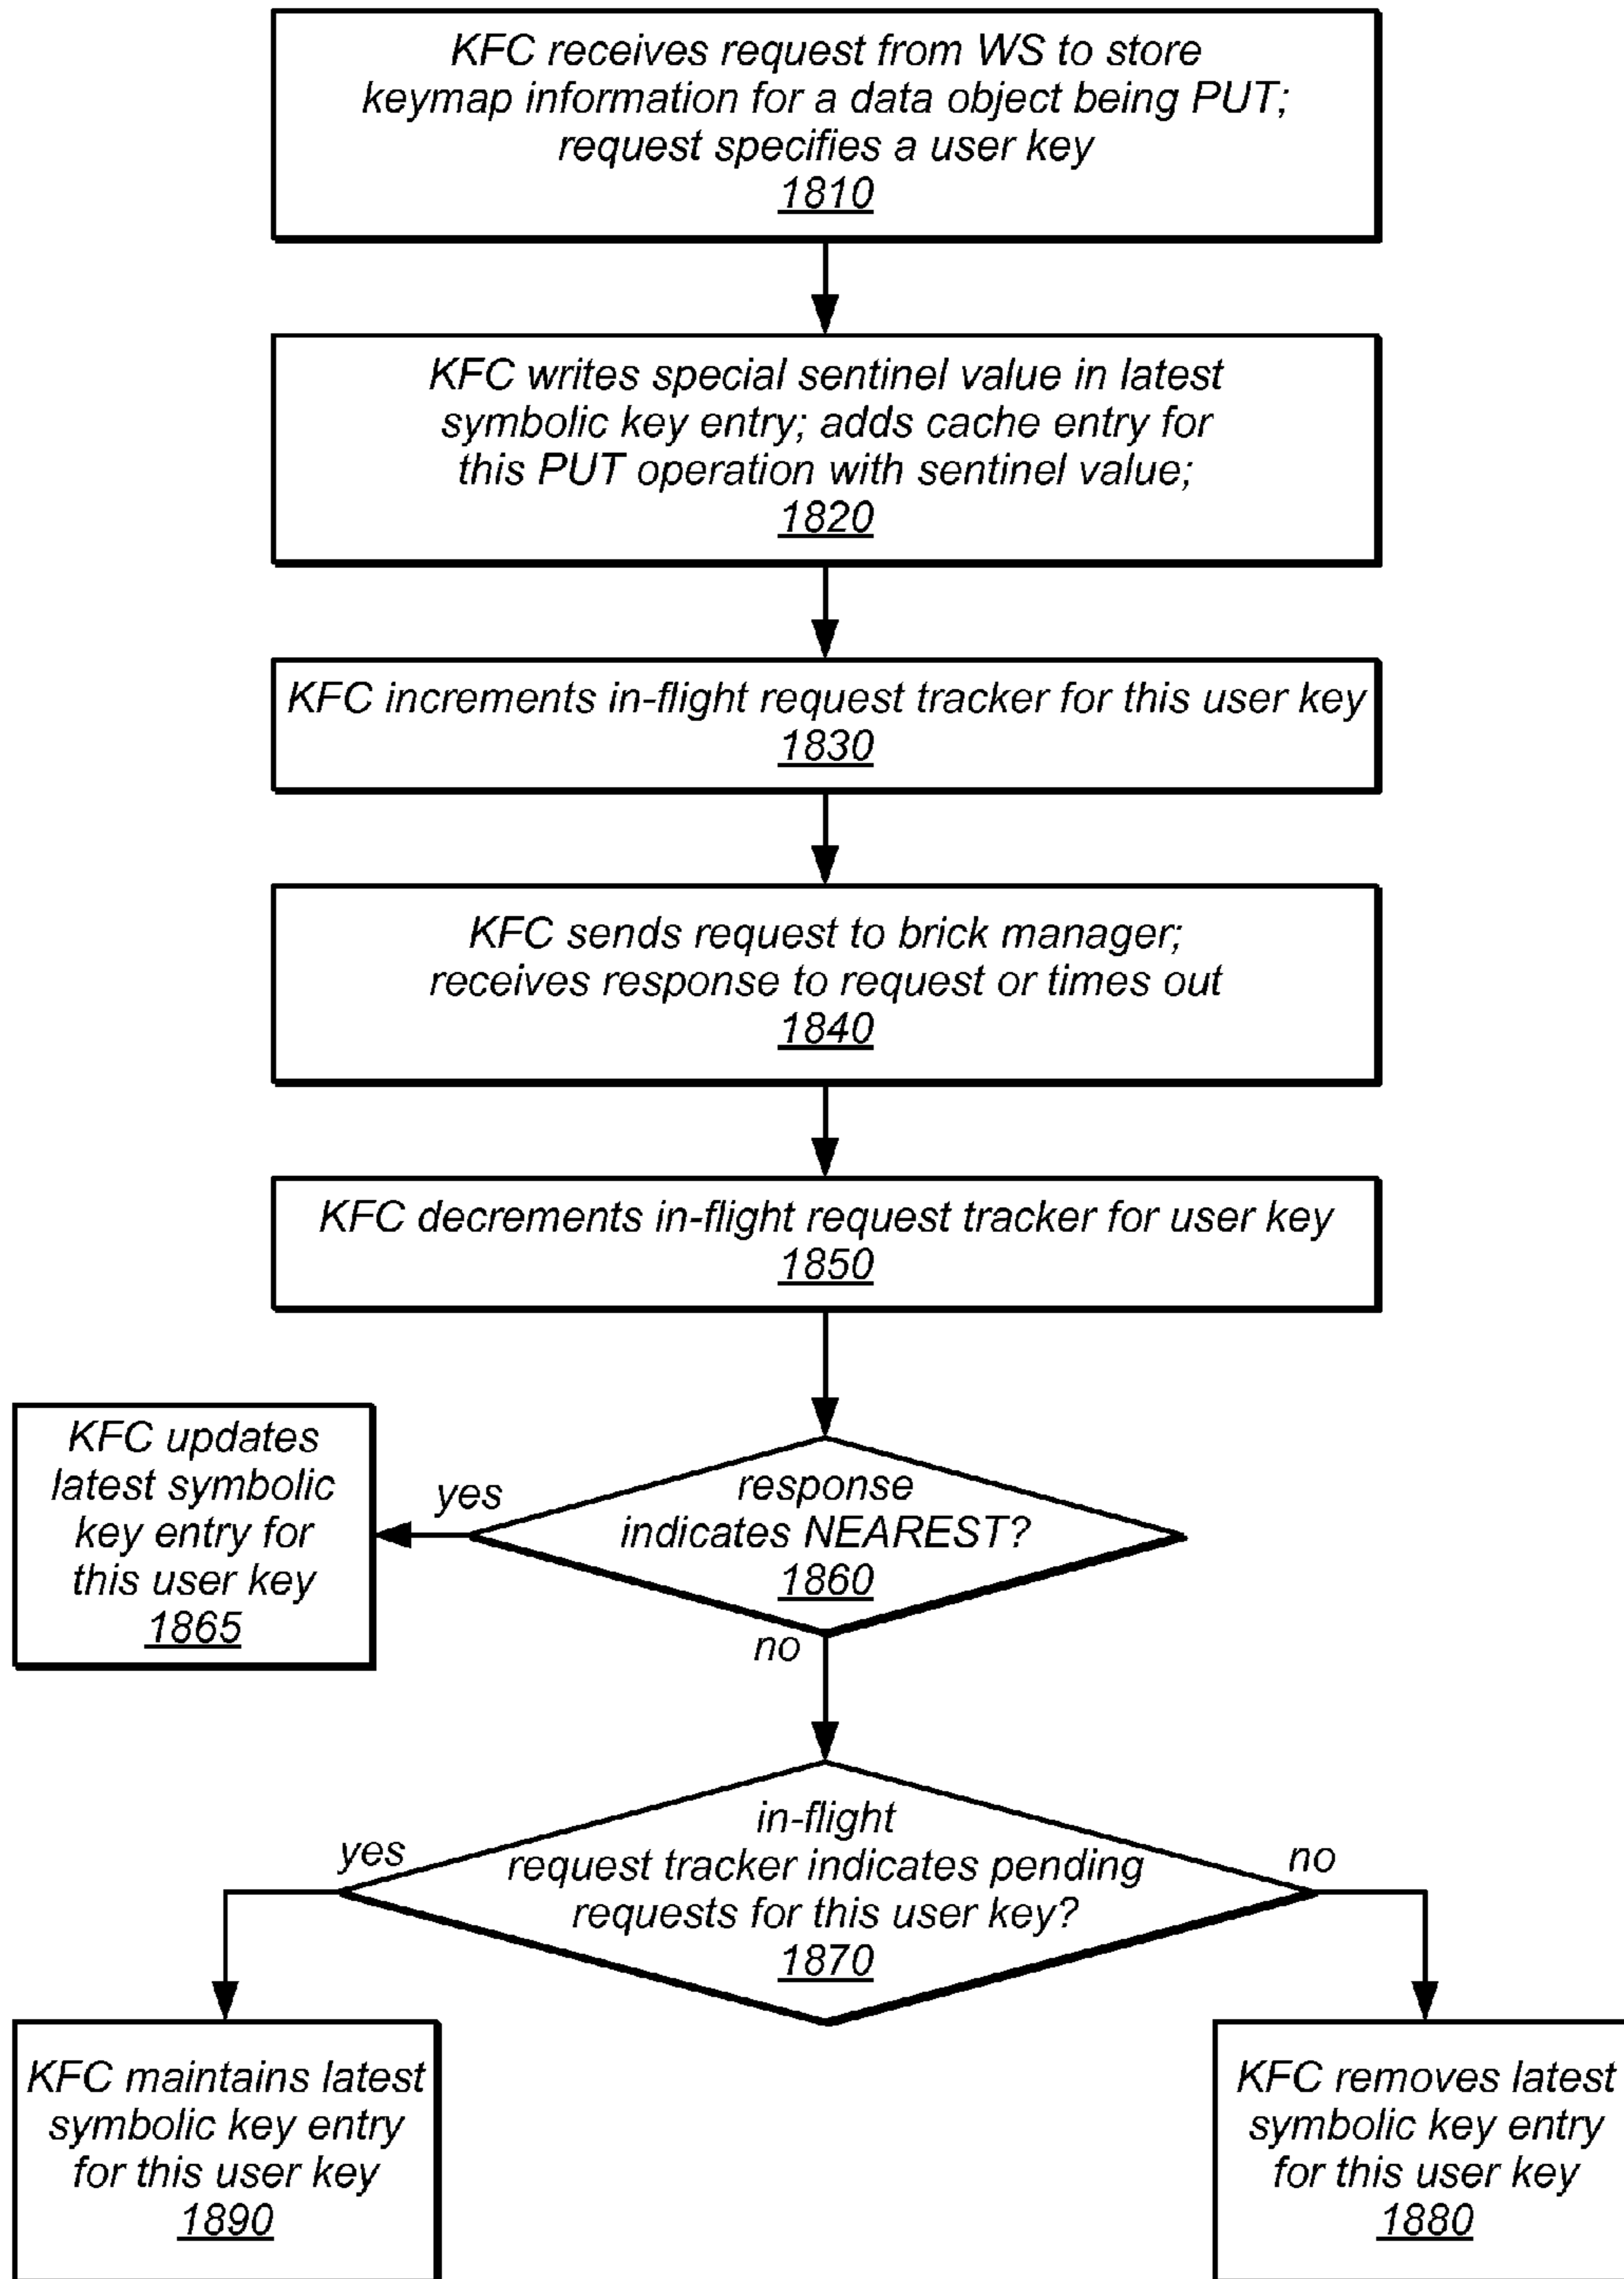 KFC receives request from WS to store
keymap information for a data object being PUT;
request specifies a user key
1810
KFC writes special sentinel value in latest
symbolic key entry; adds cache entry for
this PUT operation with sentinel value;
1820
KFC increments in-flight request tracker for this user key
1830
KFC sends request to brick manager;
receives response to request or times out
1840
KFC decrements in-flight request tracker for user key
1850
response
indicates NEAREST?
1860
yes
KFC updates
latest symbolic
key entry for
this user key
1865
no
in-flight
request tracker indicates pending
requests for this user key?
1870
yes
no
KFC maintains latest
symbolic key entry
for this user key
1890
KFC removes latest
symbolic key entry
for this user key
1880